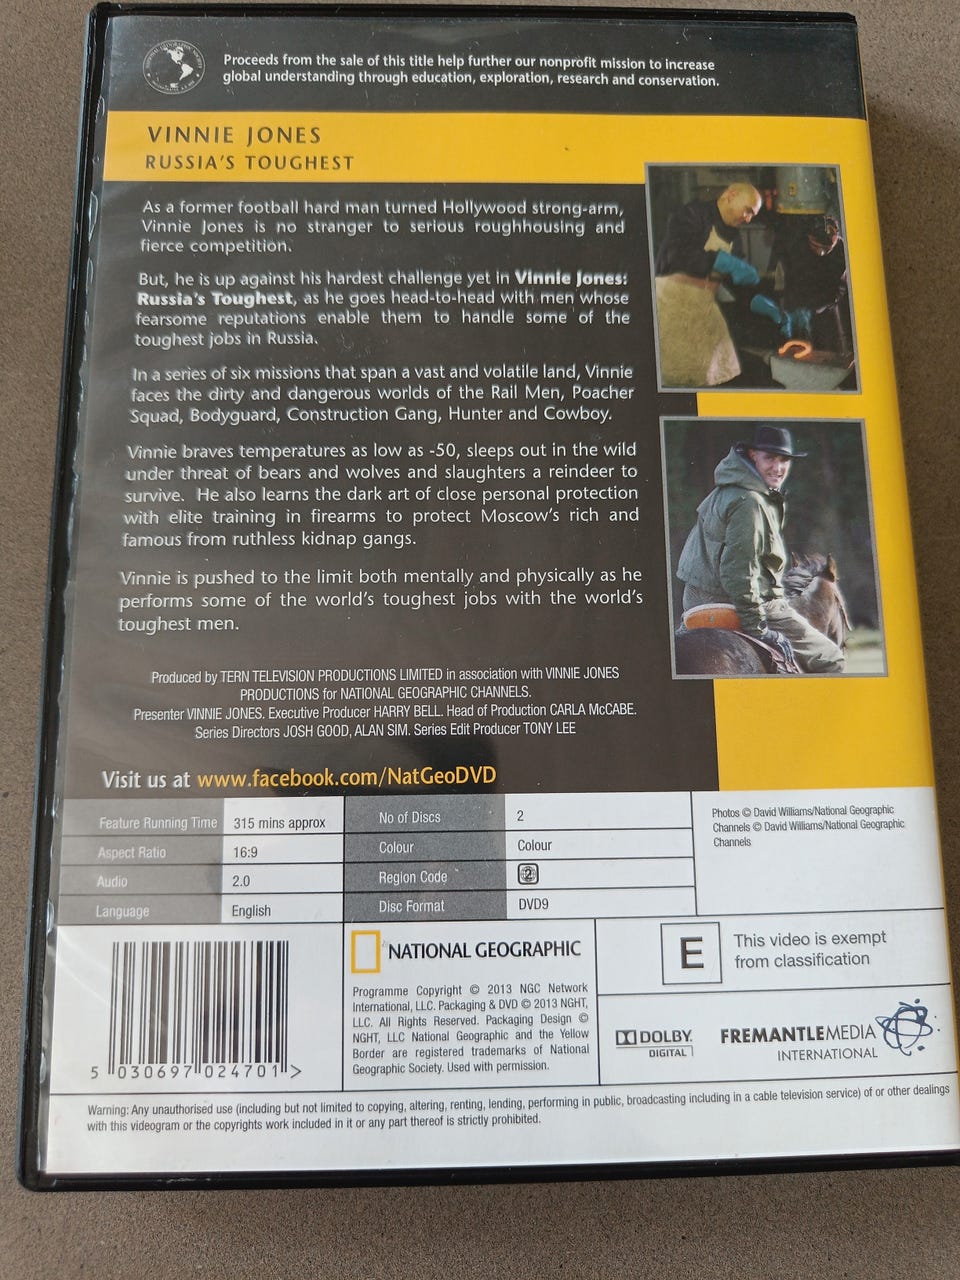 Proceeds from the sale of this title help further our nonprofit mission to increase
global understanding through education, exploration, research and conservation.
VINNIE JONES
RUSSIA'S TOUGHEST
As a former football hard man turned Hollywood strong-arm,
Vinnie Jones is no stranger to serious roughhousing and
fierce competition.
But, he is up against his hardest challenge yet in Vinnie Jones:
Russia's Toughest, as he goes head-to-head with men whose
fearsome reputations enable them to handle some of the
toughest jobs in Russia.
In a series of six missions that span a vast and volatile land, Vinnie
faces the dirty and dangerous worlds of the Rail Men, Poacher
Squad, Bodyguard, Construction Gang, Hunter and Cowboy.
Vinnie braves temperatures as low as -50, sleeps out in the wild
under threat of bears and wolves and slaughters a reindeer to
survive. He also learns the dark art of close personal protection
with elite training in firearms to protect Moscow's rich and
famous from ruthless kidnap gangs.
Vinnie is pushed to the limit both mentally and physically as he
performs some of the world's toughest jobs with the world's
toughest men.
Produced by TERN TELEVISION PRODUCTIONS LIMITED in association with VINNIE JONES
PRODUCTIONS for NATIONAL GEOGRAPHIC CHANNELS.
Presenter VINNIE JONES. Executive Producer HARRY BELL. Head of Production CARLA McCABE.
Series Directors JOSH GOOD, ALAN SIM. Series Edit Producer TONY LEE
Visit us at www.facebook.com/NatGeoDVD
Feature Running Time 315 mins approx
Aspect Ratio 16:9
Audio 2.0
Language English
No of Discs 2
Colour Colour
Region Code 2
Disc Format DVD9
Photos © David Williams/National Geographic
Channels © David Williams/National Geographic
Channels
5 030697 024701 >
NATIONAL GEOGRAPHIC
Programme Copyright © 2013 NGC Network
International, LLC. Packaging & DVD © 2013 NGHT,
LLC. All Rights Reserved. Packaging Design ©
NGHT, LLC National Geographic and the Yellow
Border are registered trademarks of National
Geographic Society. Used with permission.
E
This video is exempt
from classification
DOLBY
DIGITAL
FREMANTLEMEDIA
INTERNATIONAL
Warning: Any unauthorised use (including but not limited to copying, altering, renting, lending, performing in public, broadcasting including in a cable television service) of or other dealings
with this videogram or the copyrights work included in it or any part thereof is strictly prohibited.